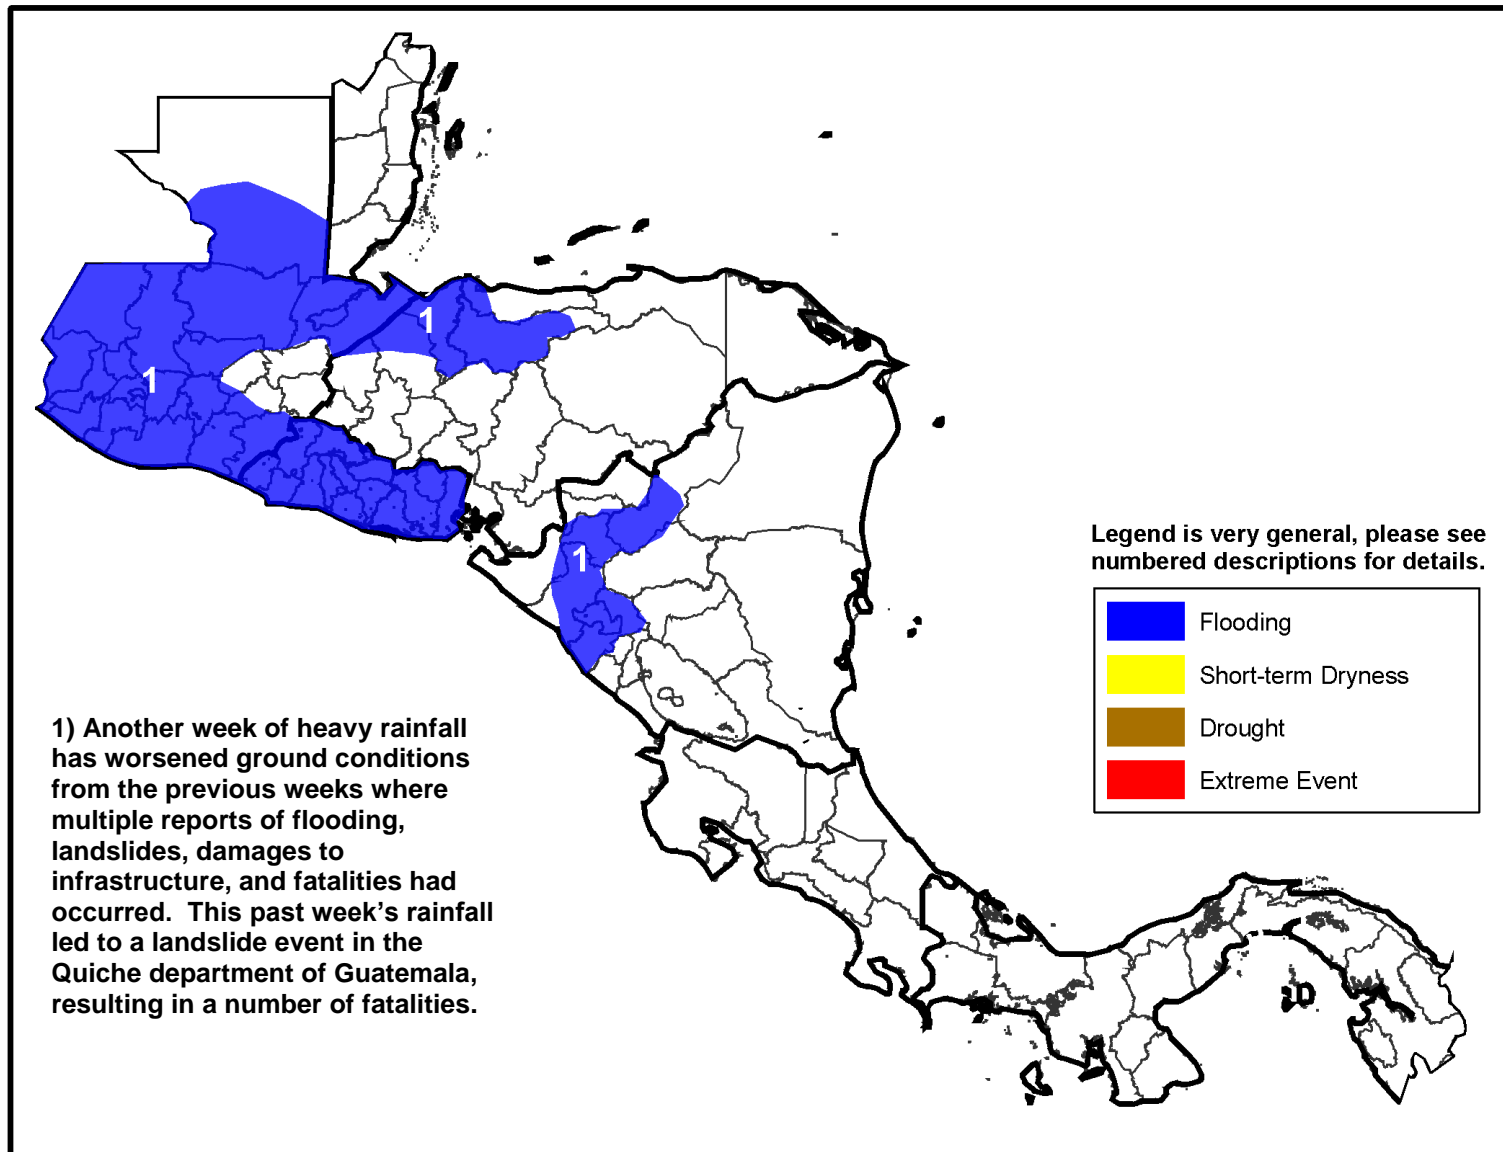 1
1
1
Legend is very general, please see
numbered descriptions for details.
Flooding
Short-term Dryness
Drought
Extreme Event
1) Another week of heavy rainfall
has worsened ground conditions
from the previous weeks where
multiple reports of flooding,
landslides, damages to
infrastructure, and fatalities had
occurred.  This past week’s rainfall
led to a landslide event in the
Quiche department of Guatemala,
resulting in a number of fatalities.